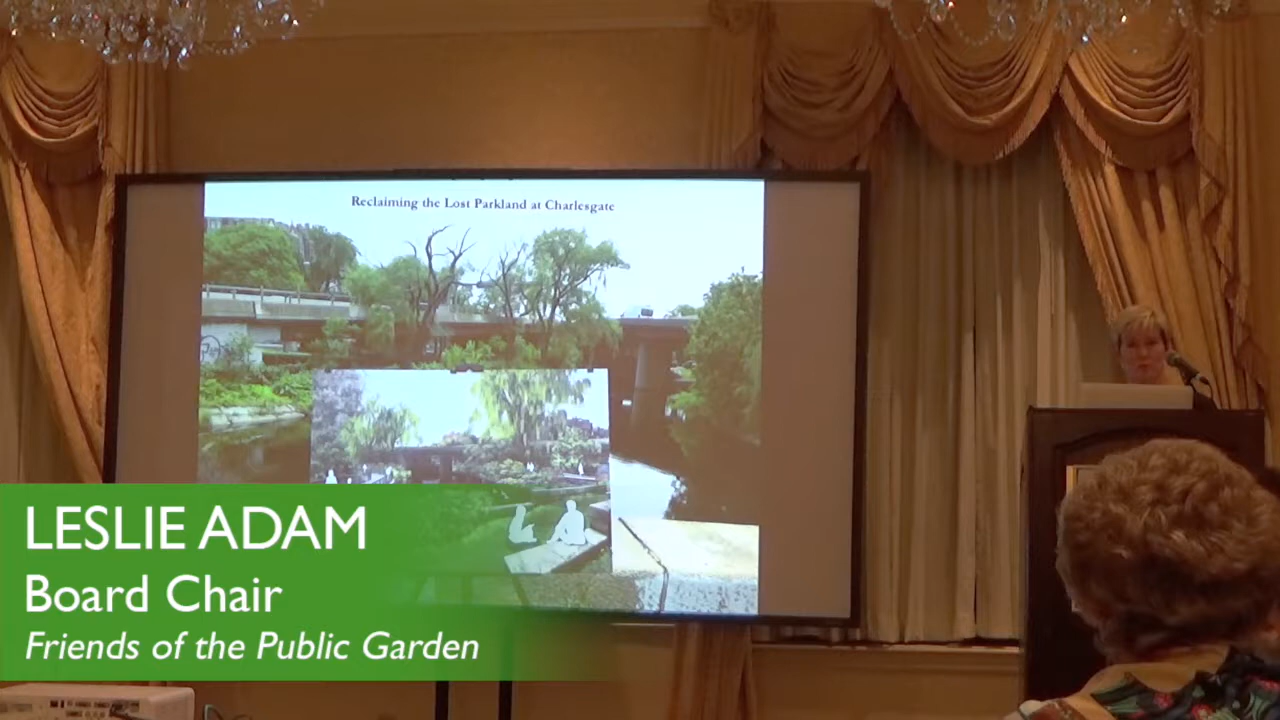 Reclaiming the Lost Parkland at Charlesgate
LESLIE ADAM
Board Chair
Friends of the Public Garden